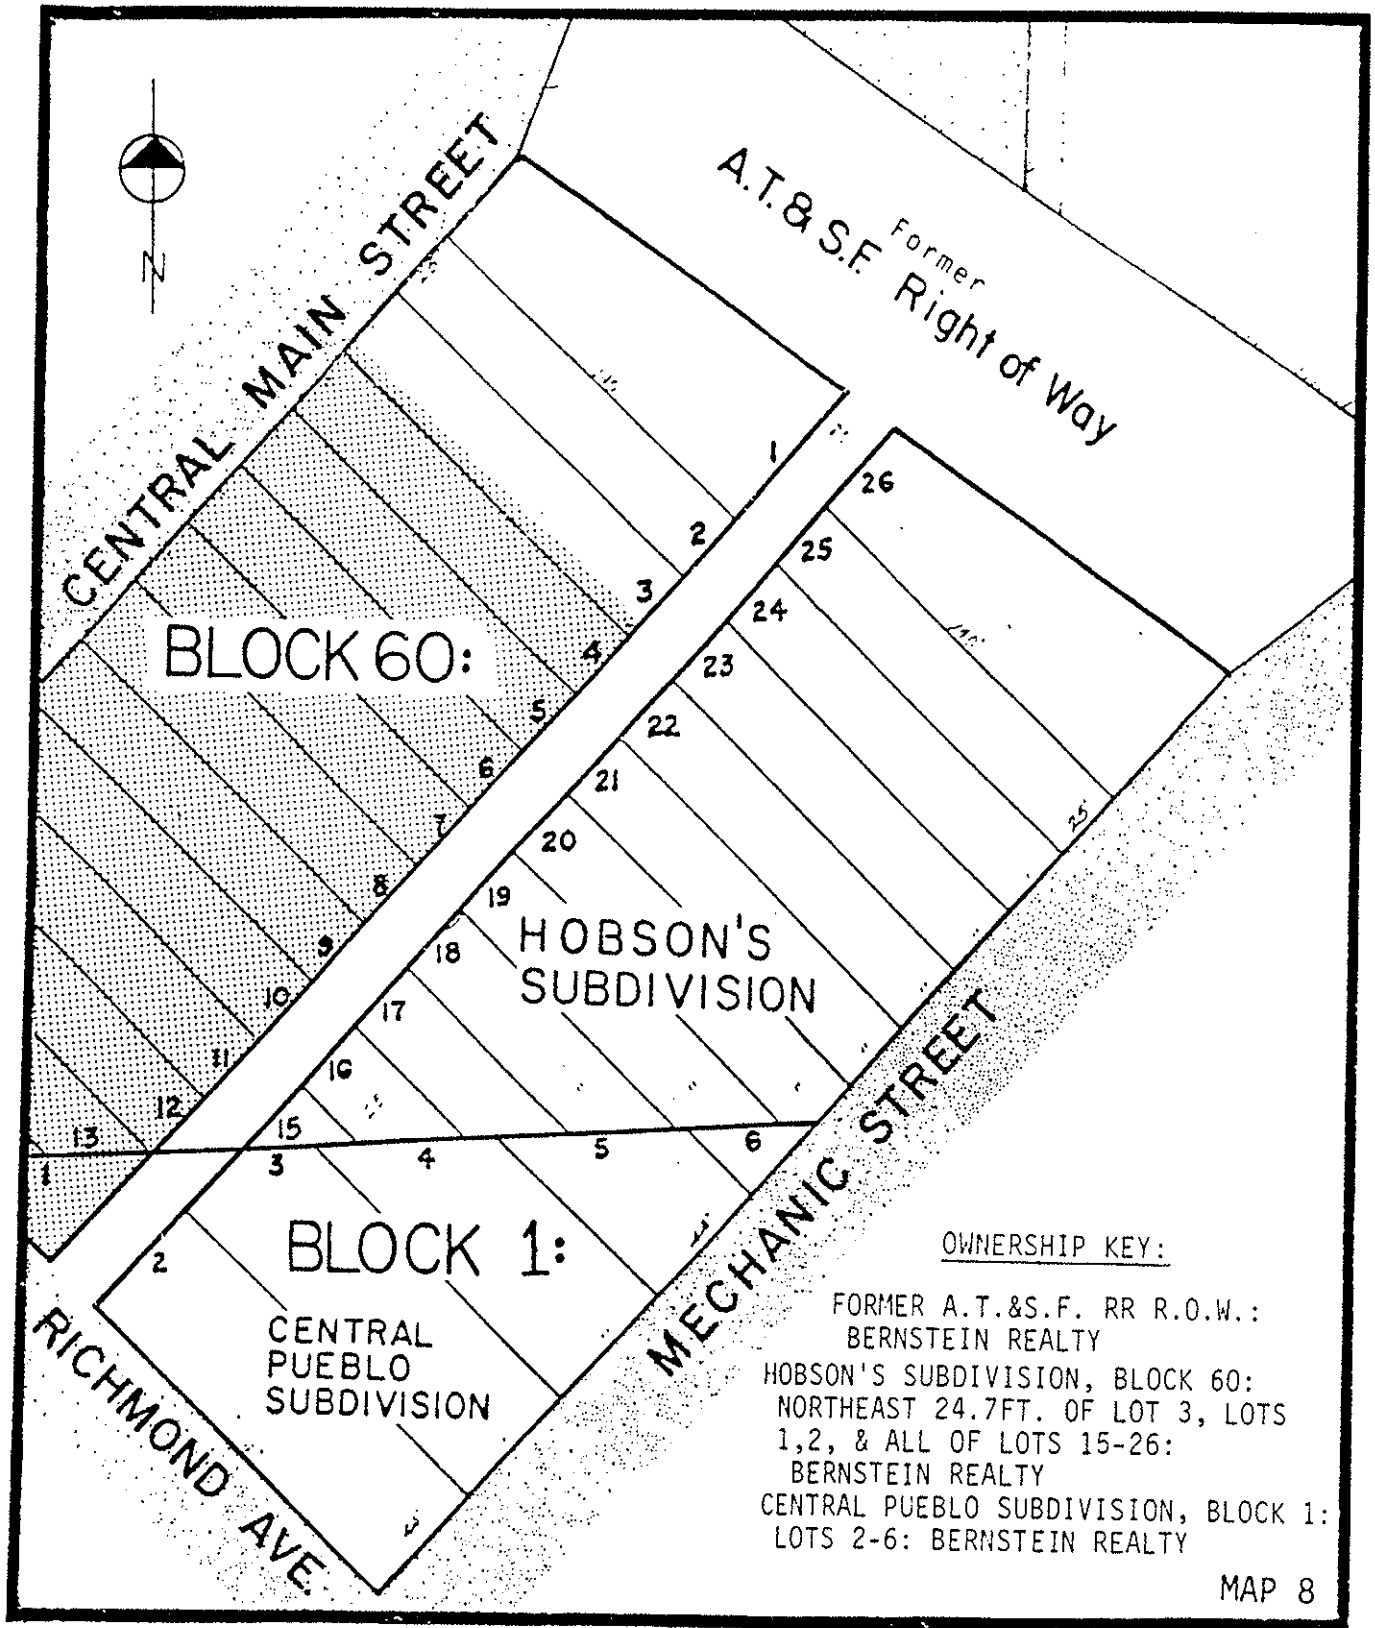 CENTRAL MAIN STREET
N
A.T. & S.F. Right of Way
Former
1
2
3
4
5
6
7
8
9
10
11
12
13
26
25
24
23
22
21
20
19
18
17
16
15
25'
BLOCK 60:
HOBSON'S
SUBDIVISION
1
2
3
4
5
6
BLOCK 1:
CENTRAL
PUEBLO
SUBDIVISION
RICHMOND AVE.
MECHANIC STREET
OWNERSHIP KEY:
FORMER A.T.&S.F. RR R.O.W.:
BERNSTEIN REALTY
HOBSON'S SUBDIVISION, BLOCK 60:
NORTHEAST 24.7FT. OF LOT 3, LOTS
1,2, & ALL OF LOTS 15-26:
BERNSTEIN REALTY
CENTRAL PUEBLO SUBDIVISION, BLOCK 1:
LOTS 2-6: BERNSTEIN REALTY
MAP 8